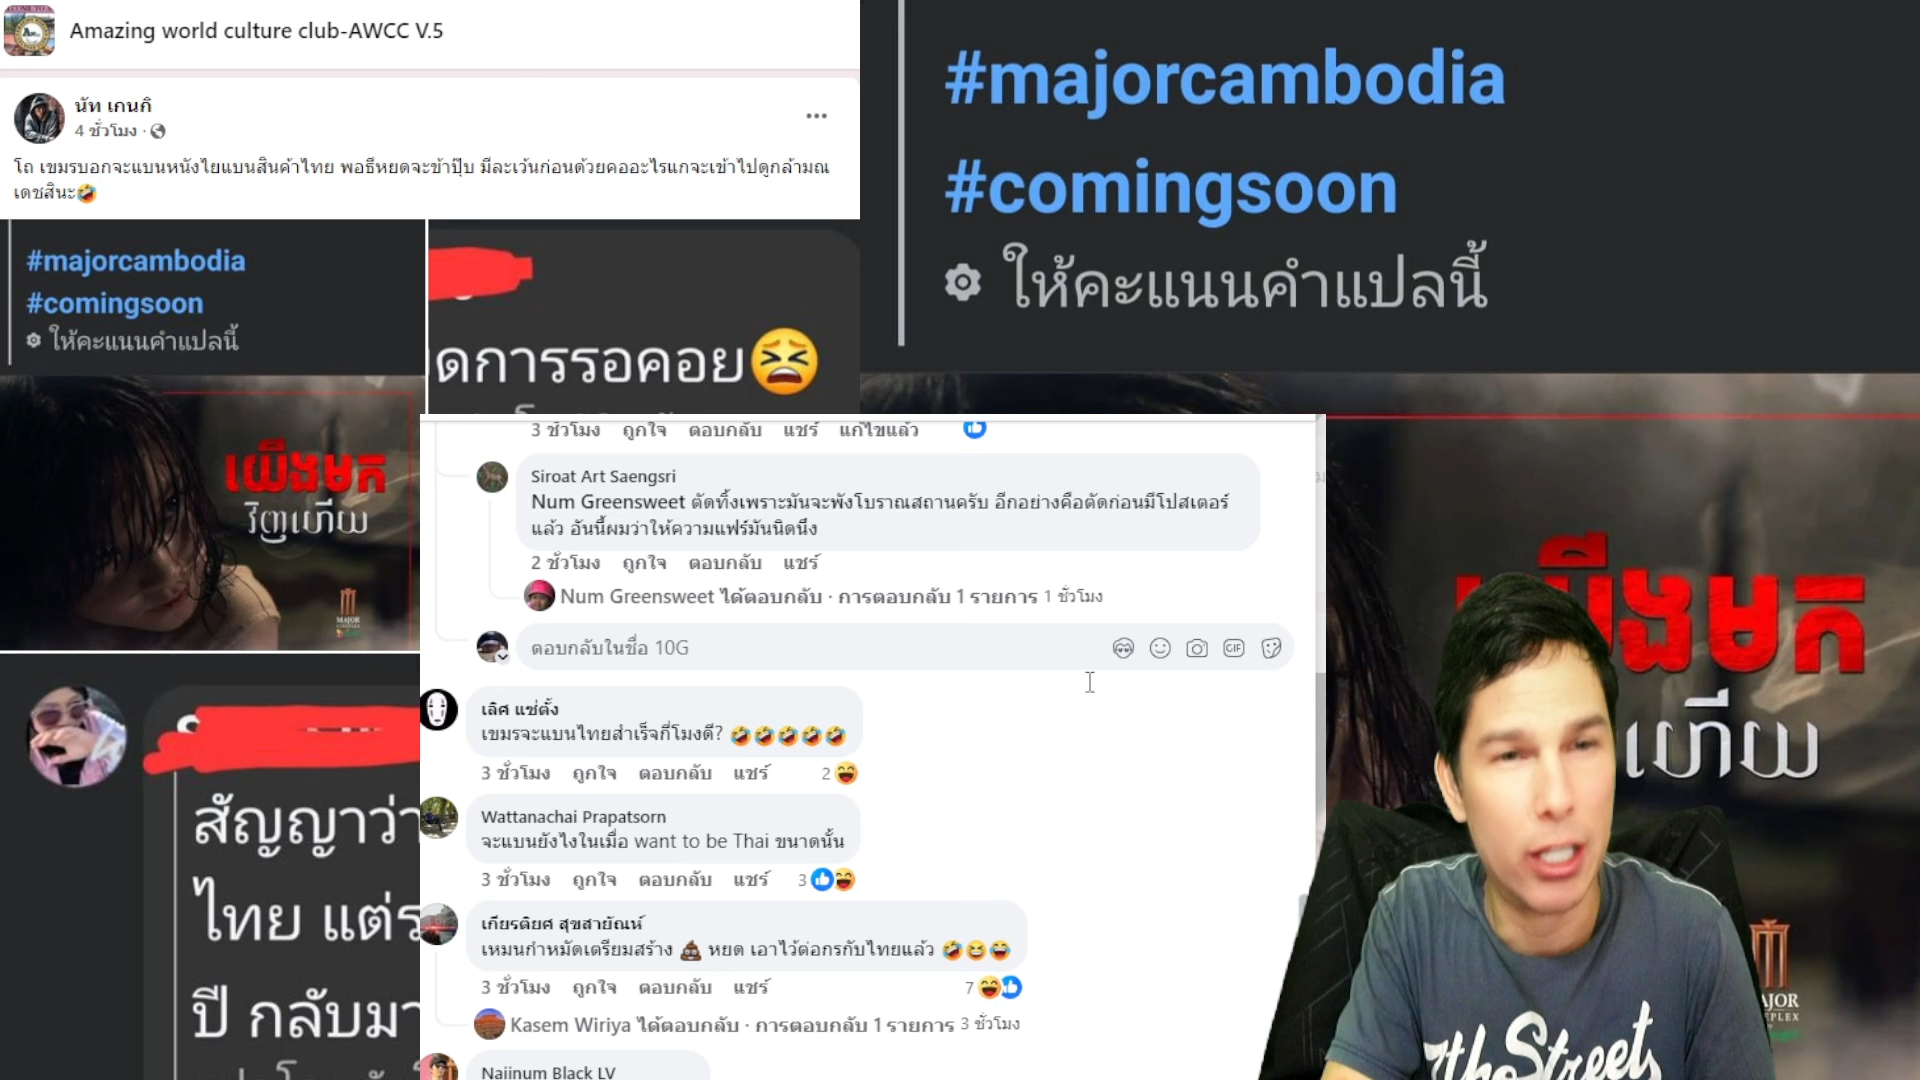 Amazing world culture club-AWCC V.5
นัท เกนกิ
4 ชั่วโมง ·
โถ เขมรบอกจะแบนหนังไยแบนสินค้าไทย พอธี่หยดจะข้าปุ๊บ มีละเว้นก่อนด้วยคออะไรแกจะเข้าไปดูกล้ามณ
เดชสินะ🤣
#majorcambodia
#comingsoon
ให้คะแนนคำแปลนี้
ดการรอคอย😫
យើងមក
វិញហើយ
MAJOR
สัญญาว่า
ไทย แต่ร
ปี กลับมา
#majorcambodia
#comingsoon
ให้คะแนนคำแปลนี้
3 ชั่วโมง ถูกใจ ตอบกลับ แชร์ แก้ไขแล้ว
Siroat Art Saengsri
Num Greensweet ตัดทิ้งเพราะมันจะพังโบราณสถานครับ อีกอย่างคือตัดก่อนมีโปสเตอร์
แล้ว อันนี้ผมว่าให้ความแฟร์มันนิดนึง
2 ชั่วโมง ถูกใจ ตอบกลับ แชร์
Num Greensweet ได้ตอบกลับ · การตอบกลับ 1 รายการ 1 ชั่วโมง
ตอบกลับในชื่อ 10G
GIF
เลิศ แซ่ตั้ง
เขมรจะแบนไทยสำเร็จกี่โมงดี? 🤣🤣🤣🤣🤣
3 ชั่วโมง ถูกใจ ตอบกลับ แชร์ 2
Wattanachai Prapatsorn
จะแบนยังไงในเมื่อ want to be Thai ขนาดนั้น
3 ชั่วโมง ถูกใจ ตอบกลับ แชร์ 3
เกียรติยศ สุขสายัณห์
เหมนกำหมัดเตรียมสร้าง 💩 หยด เอาไว้ต่อกรกับไทยแล้ว 🤣😆😂
3 ชั่วโมง ถูกใจ ตอบกลับ แชร์ 7
Kasem Wiriya ได้ตอบกลับ · การตอบกลับ 1 รายการ 3 ชั่วโมง
Naiinum Black LV
ហើយ